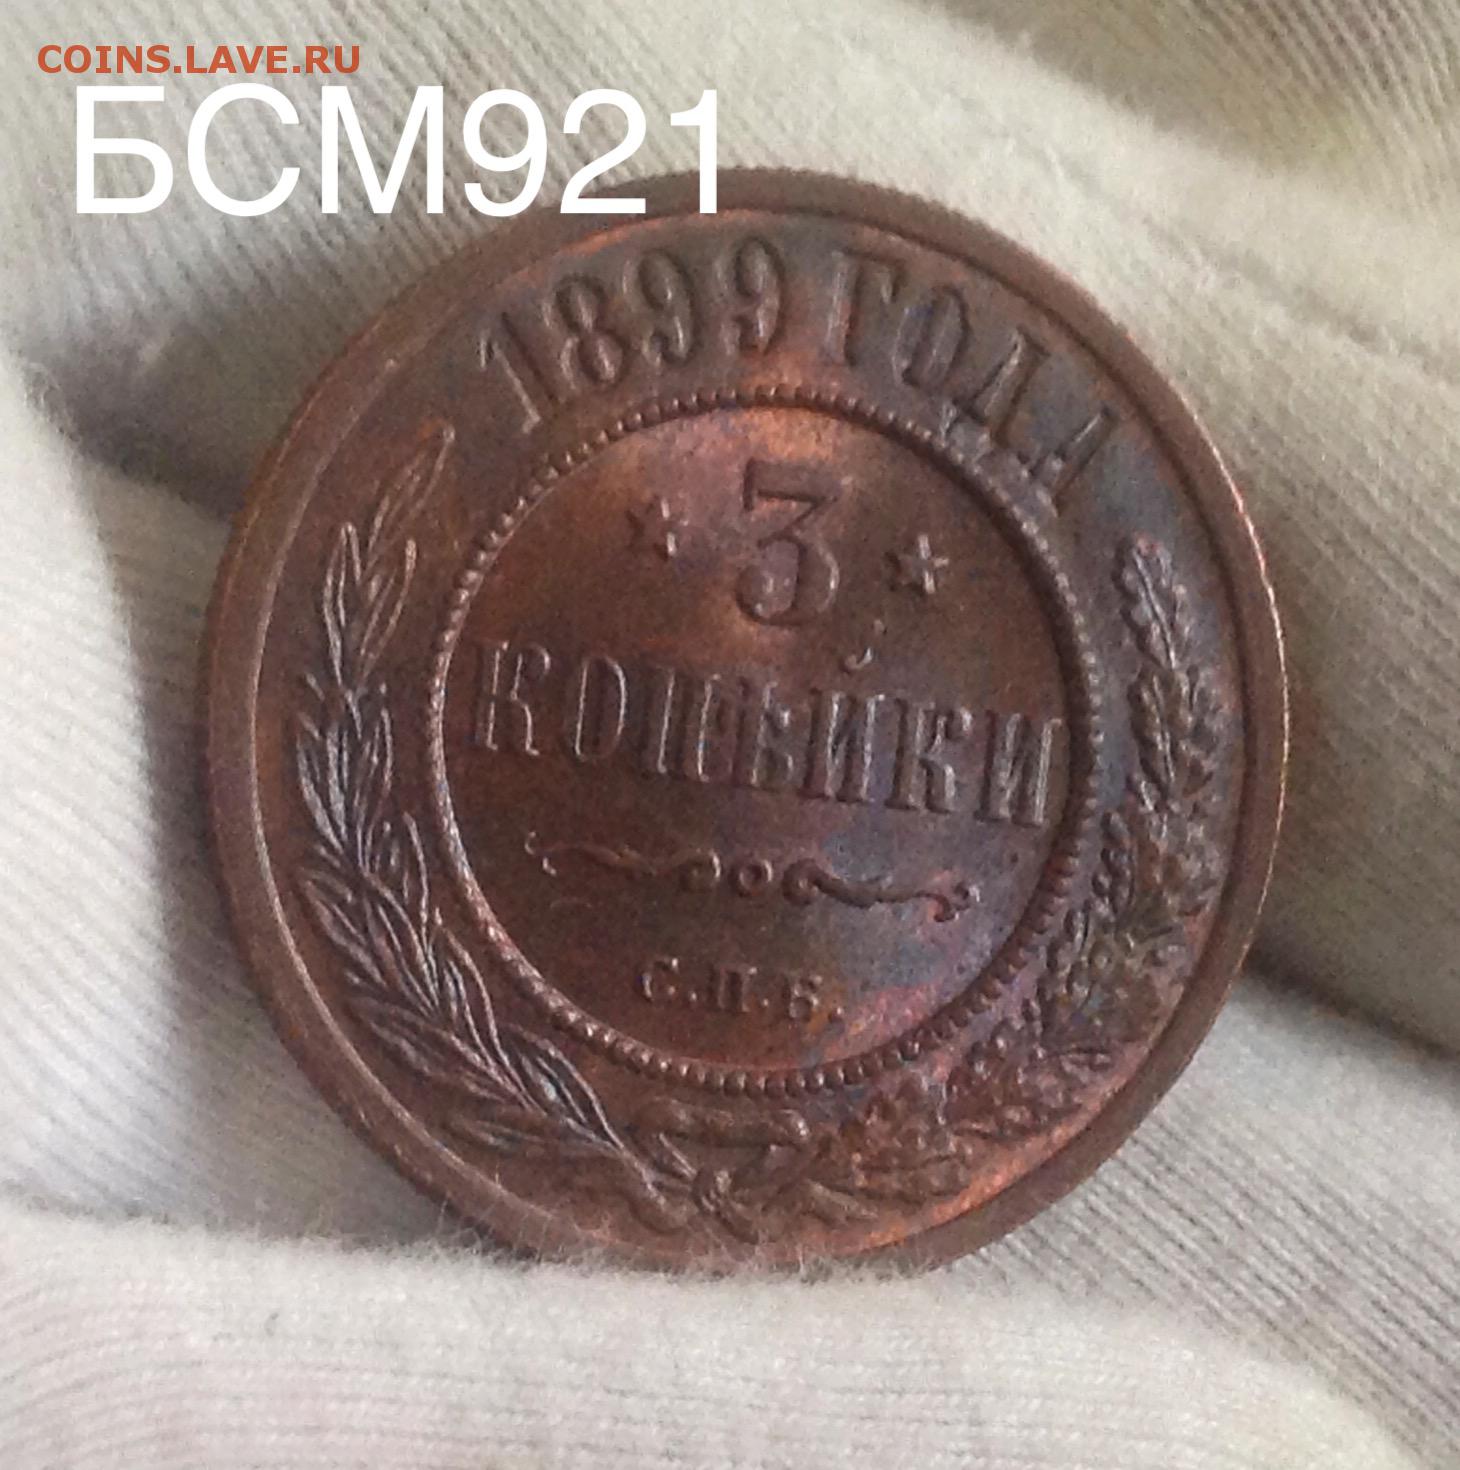 COINS.LAVE.RU
БСМ921
1899 ГОДА
3
КОПѢЙКИ
С.П.Б.